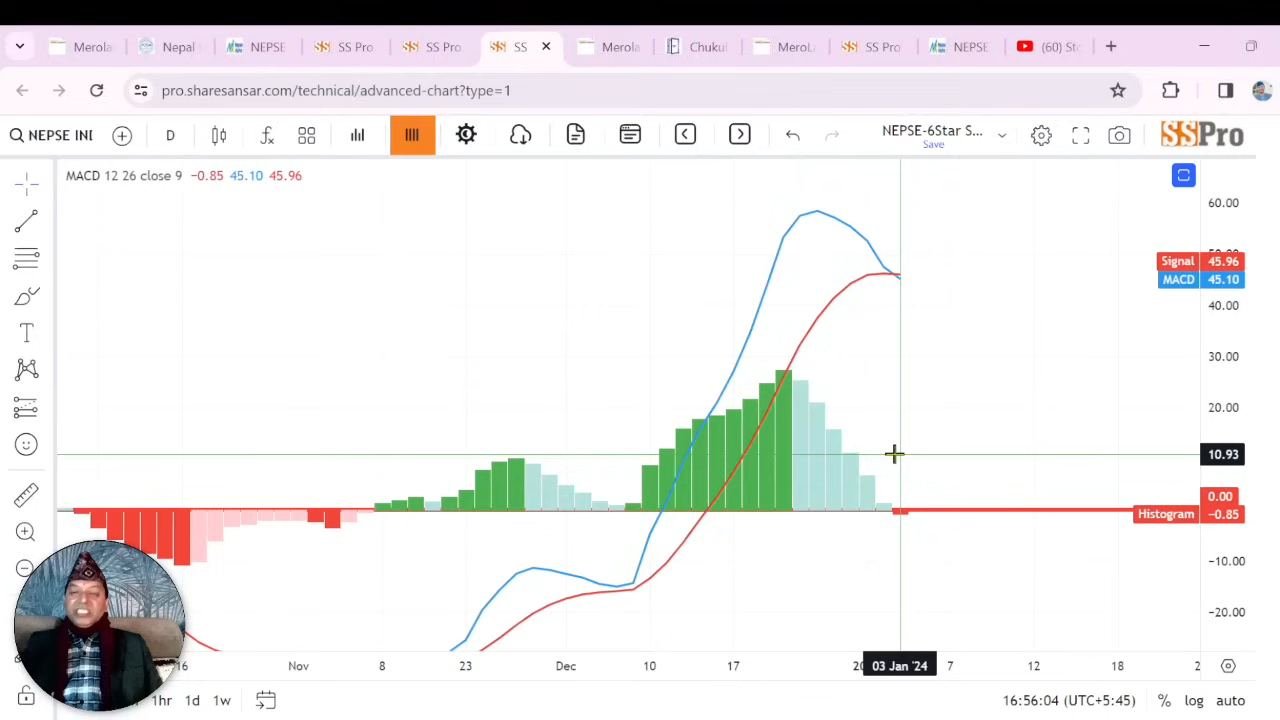 Merola
Nepal
NEPSE
SS Pro
SS Pro
SS
Merola
Chukul
MeroLa
SS Pro
NEPSE
(60) Sto
pro.sharesansar.com/technical/advanced-chart?type=1
NEPSE INI
D
NEPSE-6Star S...
Save
SSPro
MACD 12 26 close 9 −0.85 45.10 45.96
60.00
Signal 45.96
MACD 45.10
40.00
30.00
20.00
10.93
0.00
Histogram −0.85
−10.00
−20.00
16
Nov
8
23
Dec
10
17
20
03 Jan '24
7
12
18
2
1hr
1d
1w
16:56:04 (UTC+5:45)
%
log
auto